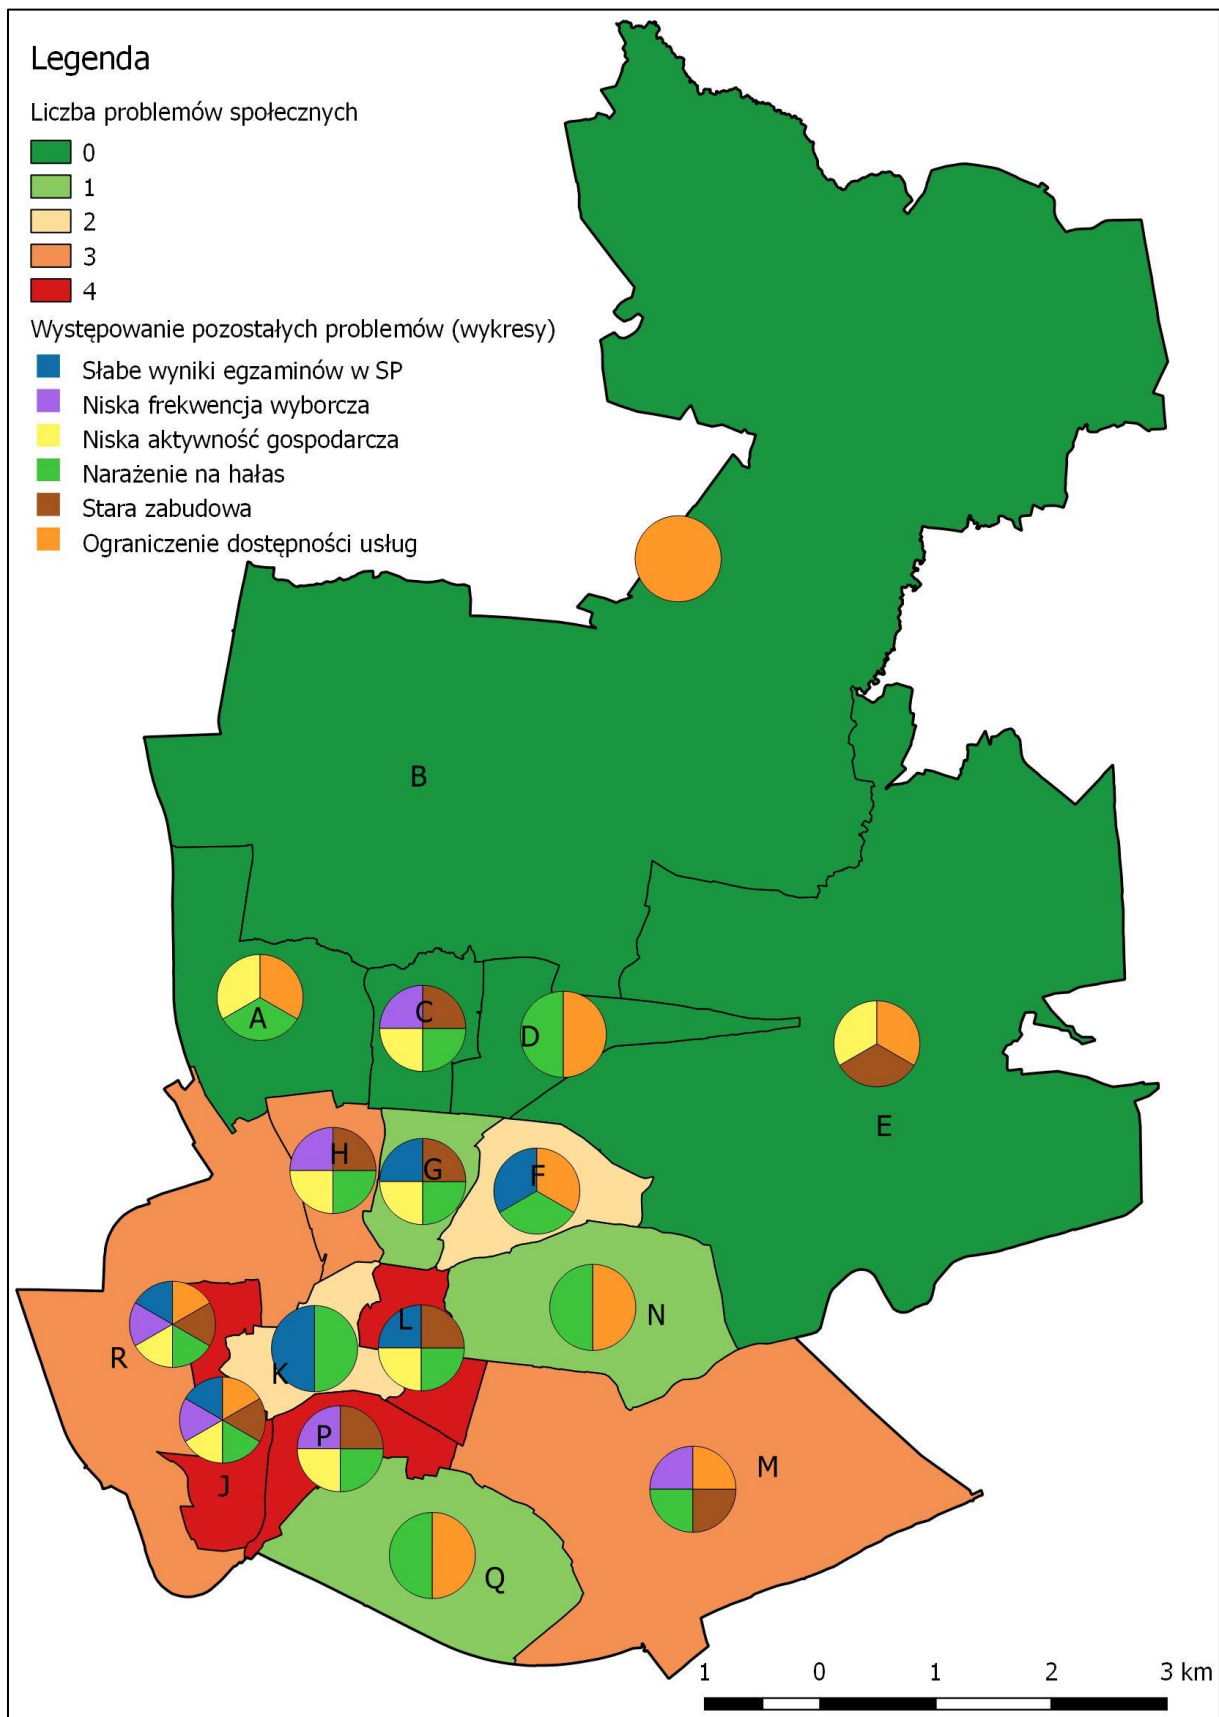 Legenda
Liczba problemów społecznych
0
1
2
3
4
Występowanie pozostałych problemów (wykresy)
Słabe wyniki egzaminów w SP
Niska frekwencja wyborcza
Niska aktywność gospodarcza
Narażenie na hałas
Stara zabudowa
Ograniczenie dostępności usług
B
A
C
D
E
H
G
F
L
N
R
K
P
M
J
Q
1 0 1 2 3 km